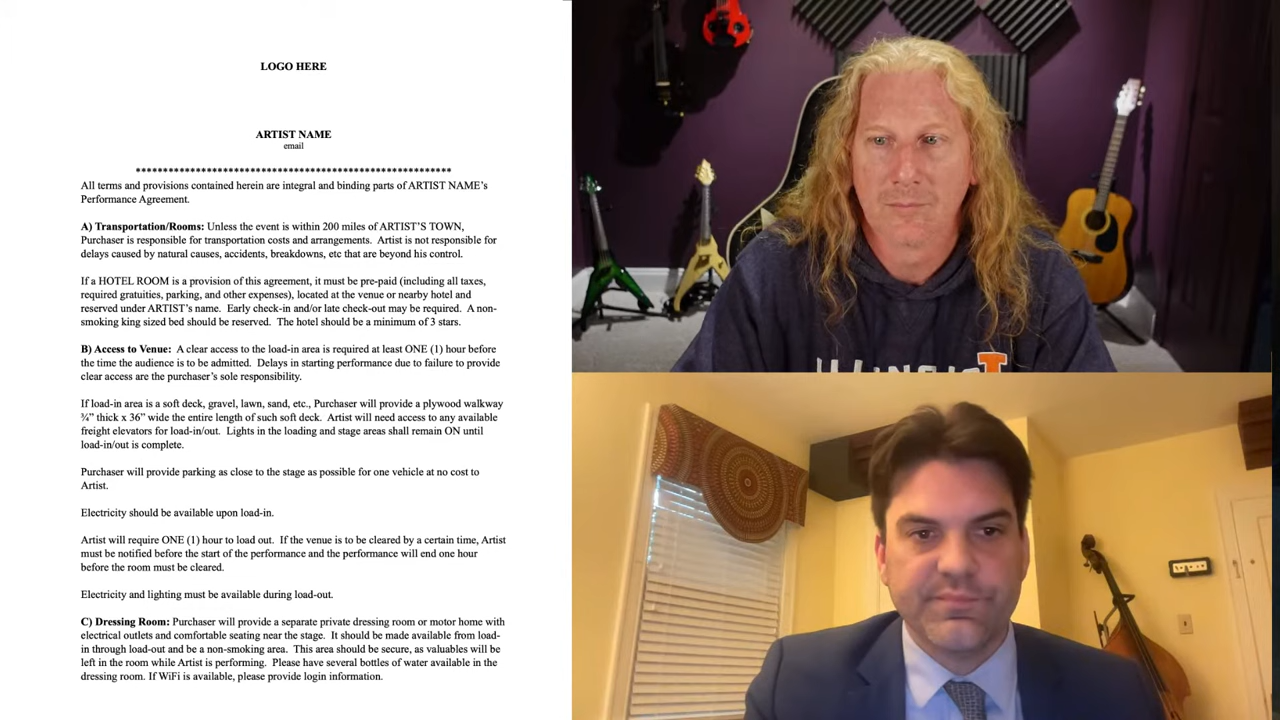 LOGO HERE
ARTIST NAME
email
***********************************************************
All terms and provisions contained herein are integral and binding parts of ARTIST NAME's
Performance Agreement.
A) Transportation/Rooms: Unless the event is within 200 miles of ARTIST'S TOWN,
Purchaser is responsible for transportation costs and arrangements. Artist is not responsible for
delays caused by natural causes, accidents, breakdowns, etc that are beyond his control.
If a HOTEL ROOM is a provision of this agreement, it must be pre-paid (including all taxes,
required gratuities, parking, and other expenses), located at the venue or nearby hotel and
reserved under ARTIST's name. Early check-in and/or late check-out may be required. A non-
smoking king sized bed should be reserved. The hotel should be a minimum of 3 stars.
B) Access to Venue: A clear access to the load-in area is required at least ONE (1) hour before
the time the audience is to be admitted. Delays in starting performance due to failure to provide
clear access are the purchaser's sole responsibility.
If load-in area is a soft deck, gravel, lawn, sand, etc., Purchaser will provide a plywood walkway
¾" thick x 36" wide the entire length of such soft deck. Artist will need access to any available
freight elevators for load-in/out. Lights in the loading and stage areas shall remain ON until
load-in/out is complete.
Purchaser will provide parking as close to the stage as possible for one vehicle at no cost to
Artist.
Electricity should be available upon load-in.
Artist will require ONE (1) hour to load out. If the venue is to be cleared by a certain time, Artist
must be notified before the start of the performance and the performance will end one hour
before the room must be cleared.
Electricity and lighting must be available during load-out.
C) Dressing Room: Purchaser will provide a separate private dressing room or motor home with
electrical outlets and comfortable seating near the stage. It should be made available from load-
in through load-out and be a non-smoking area. This area should be secure, as valuables will be
left in the room while Artist is performing. Please have several bottles of water available in the
dressing room. If WiFi is available, please provide login information.
ILLINOIS I